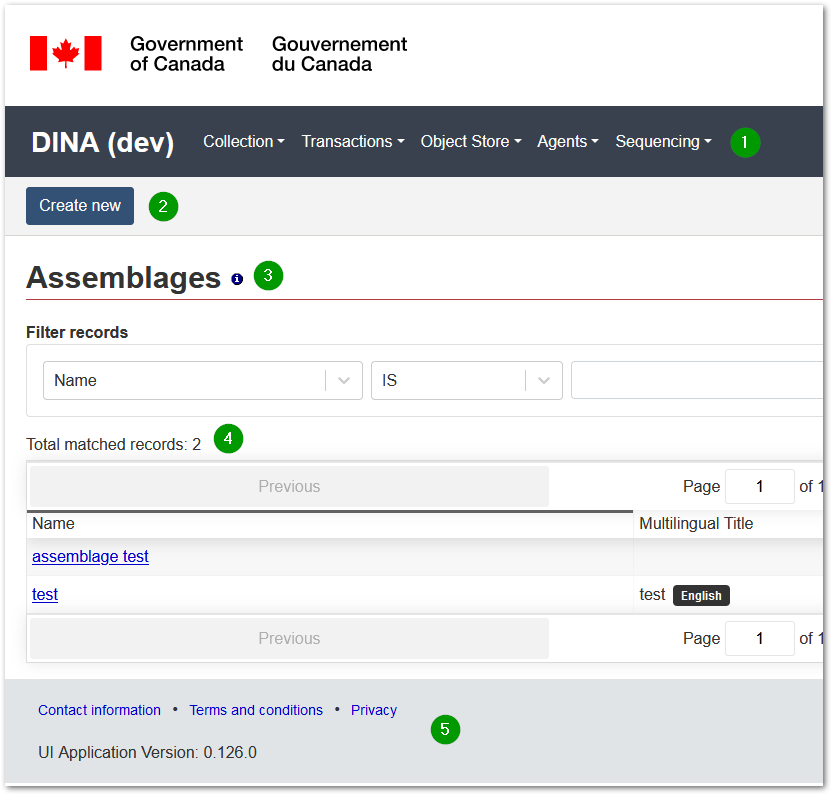 Government of Canada
Gouvernement du Canada
DINA (dev) Collection Transactions Object Store Agents Sequencing 1
Create new 2
Assemblages i 3
Filter records
Name IS
Total matched records: 2 4
Previous Page 1 of 1
Name Multilingual Title
assemblage test
test test English
Previous Page 1 of 1
Contact information • Terms and conditions • Privacy
5
UI Application Version: 0.126.0